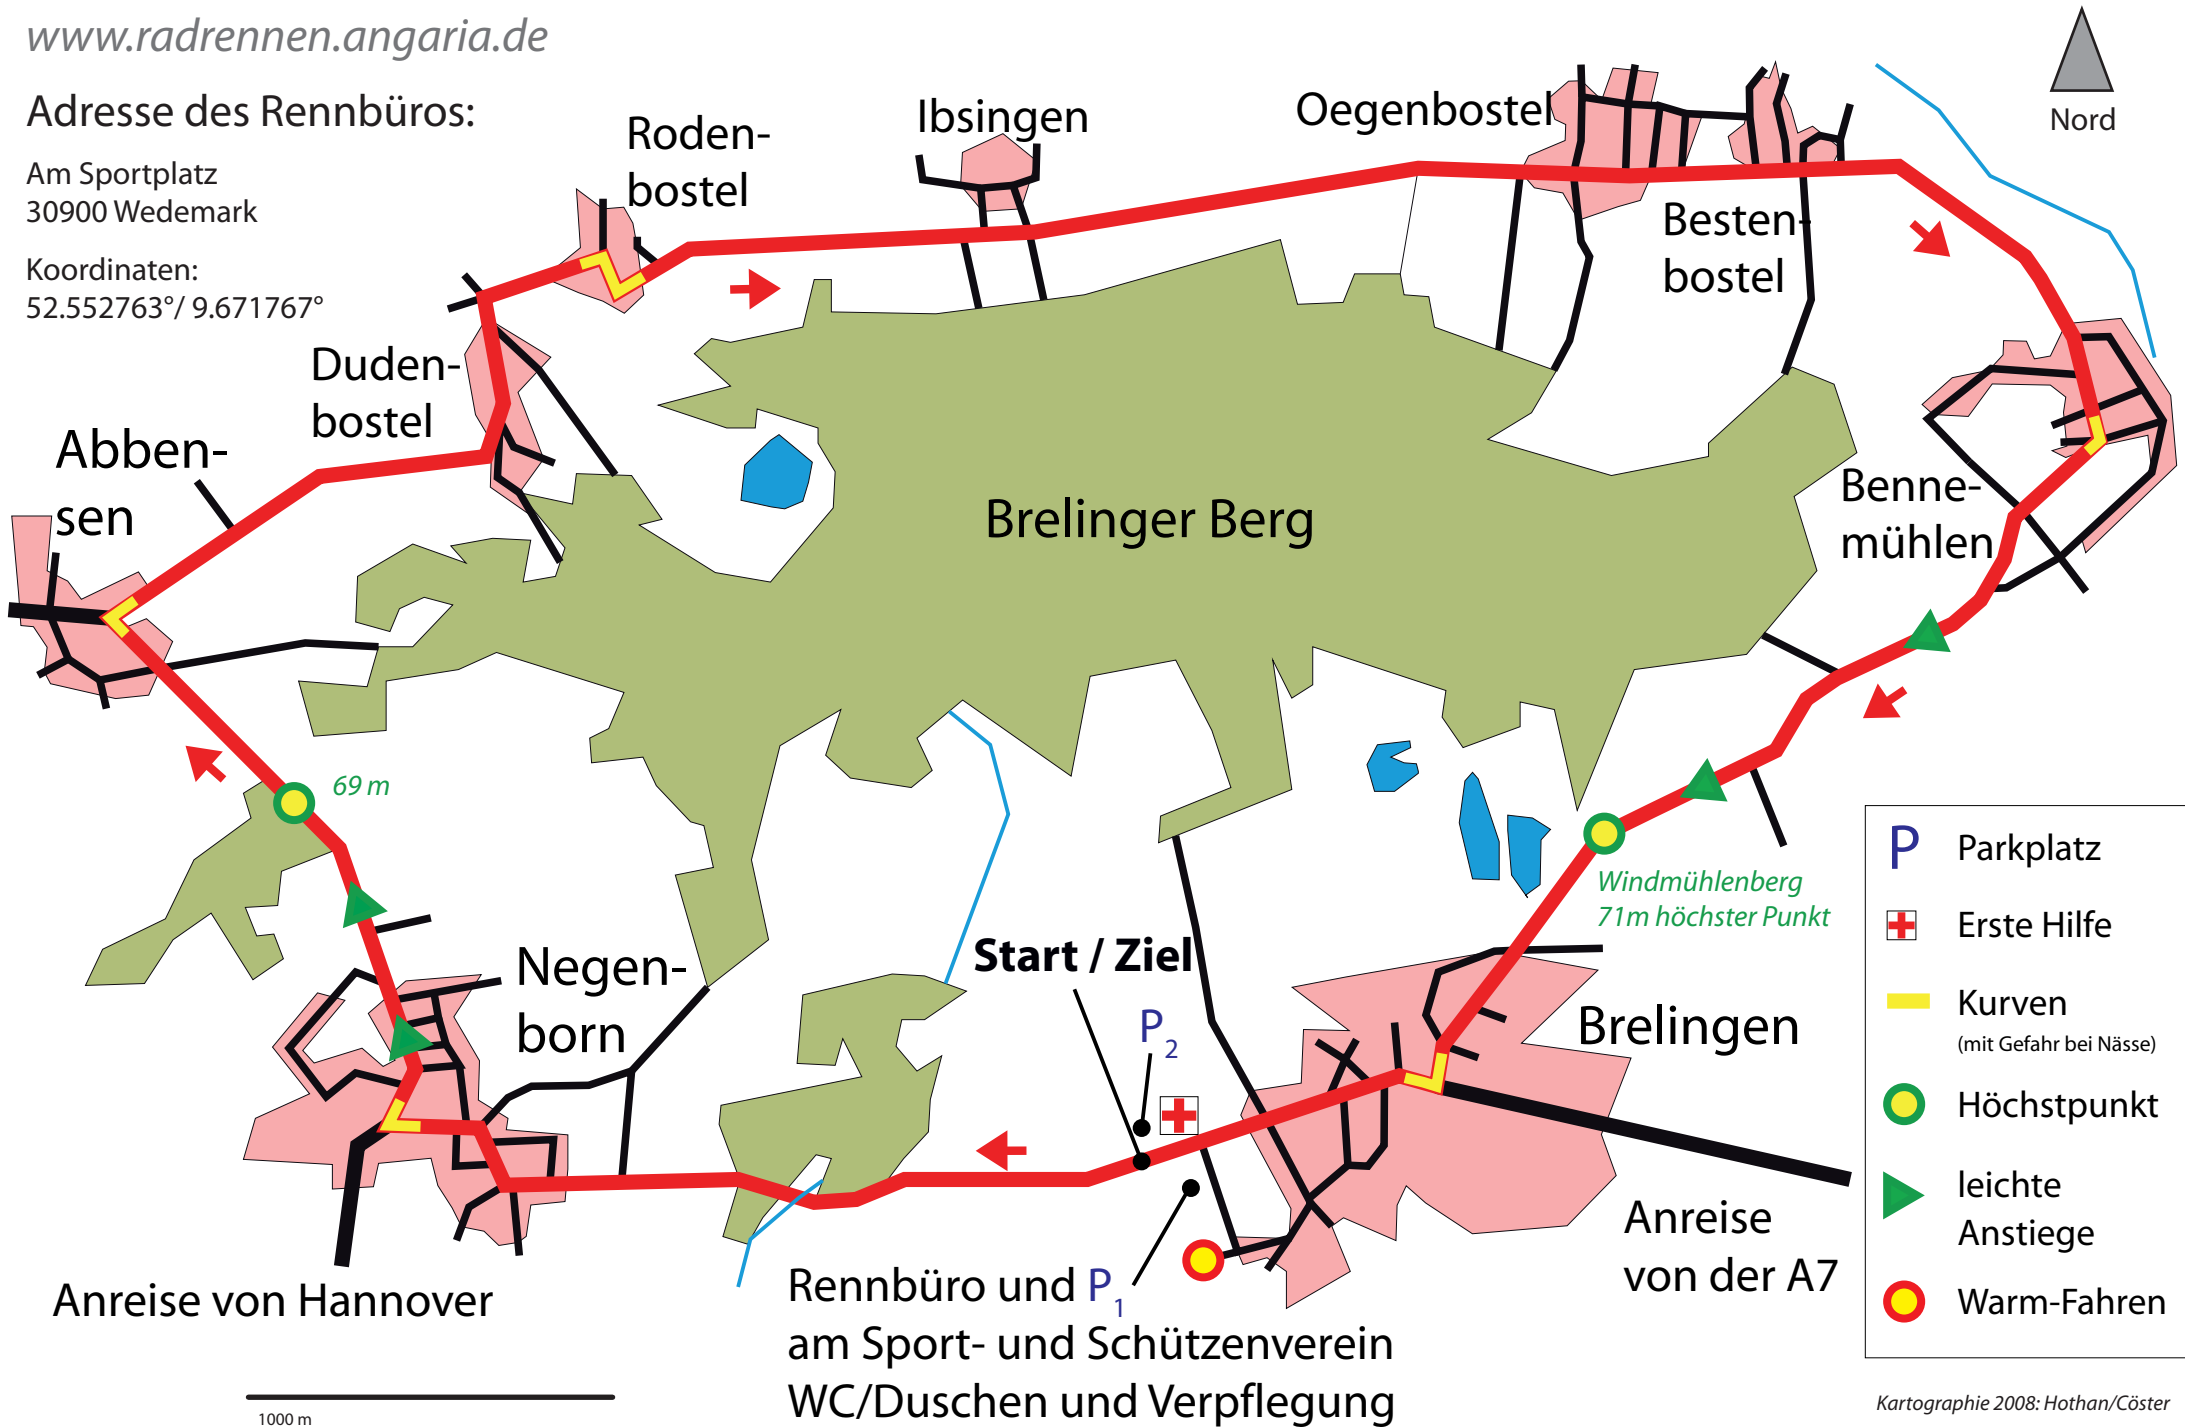 www.radrennen.angaria.de
Adresse des Rennbüros:
Am Sportplatz
30900 Wedemark
Koordinaten:
52.552763°/ 9.671767°
Roden-
bostel
Ibsingen
Oegenbostel
Nord
Besten-
bostel
Duden-
bostel
Abben-
sen
Brelinger Berg
Benne-
mühlen
69 m
Windmühlenberg
71m höchster Punkt
Negen-
born
Start / Ziel
P2
Brelingen
Anreise
von der A7
Anreise von Hannover
Rennbüro und P1
am Sport- und Schützenverein
WC/Duschen und Verpflegung
1000 m
P Parkplatz
Erste Hilfe
Kurven
(mit Gefahr bei Nässe)
Höchstpunkt
leichte
Anstiege
Warm-Fahren
Kartographie 2008: Hothan/Cöster